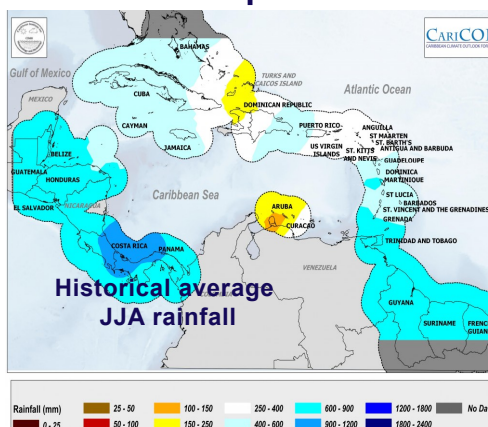 CARICOF
CARIBBEAN CLIMATE OUTLOOK FOR
BAHAMAS
Gulf of Mexico
TURKS AND
CAICOS ISLAND
Atlantic Ocean
MEXICO
CUBA
DOMINICAN REPUBLIC
CAYMAN
JAMAICA
PUERTO RICO
US VIRGIN
ISLANDS
ANGUILLA
ST MAARTEN
ST. BARTH'S
ST. KITTS
AND NEVIS
ANTIGUA AND BARBUDA
GUADELOUPE
DOMINICA
MARTINIQUE
BELIZE
GUATEMALA
HONDURAS
Caribbean Sea
ST LUCIA
BARBADOS
ST. VINCENT AND THE GRENADINES
GRENADA
EL SALVADOR
NICARAGUA
ARUBA
CURACAO
TRINIDAD AND TOBAGO
COSTA RICA
PANAMA
VENEZUELA
Historical average
JJA rainfall
GUYANA
SURINAME
FRENC
GUIAN
Rainfall (mm)
25 - 50
100 - 150
250 - 400
600 - 900
1200 - 1800
No Da
0 - 25
50 - 100
150 - 250
400 - 600
900 - 1200
1800 - 2400